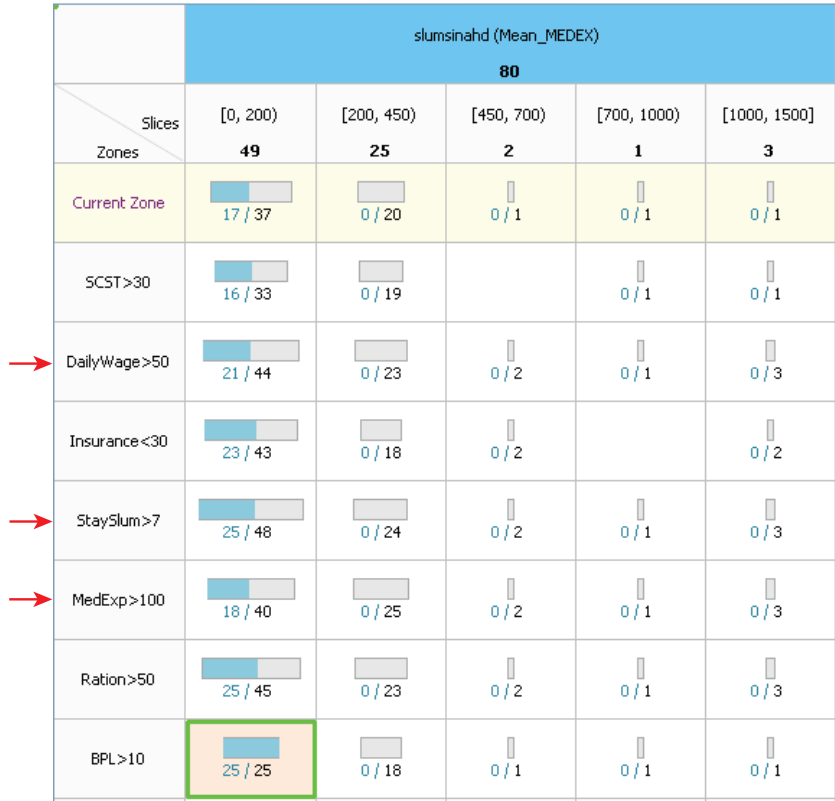 slumsinahd (Mean_MEDEX)
80
Slices
Zones
[0, 200)
49
[200, 450)
25
[450, 700)
2
[700, 1000)
1
[1000, 1500]
3
Current Zone
17 / 37
0 / 20
0 / 1
0 / 1
0 / 1
SCST>30
16 / 33
0 / 19
0 / 1
0 / 1
DailyWage>50
21 / 44
0 / 23
0 / 2
0 / 1
0 / 3
Insurance<30
23 / 43
0 / 18
0 / 2
0 / 2
StaySlum>7
25 / 48
0 / 24
0 / 2
0 / 1
0 / 3
MedExp>100
18 / 40
0 / 25
0 / 2
0 / 1
0 / 3
Ration>50
25 / 45
0 / 23
0 / 2
0 / 1
0 / 3
BPL>10
25 / 25
0 / 18
0 / 1
0 / 1
0 / 1